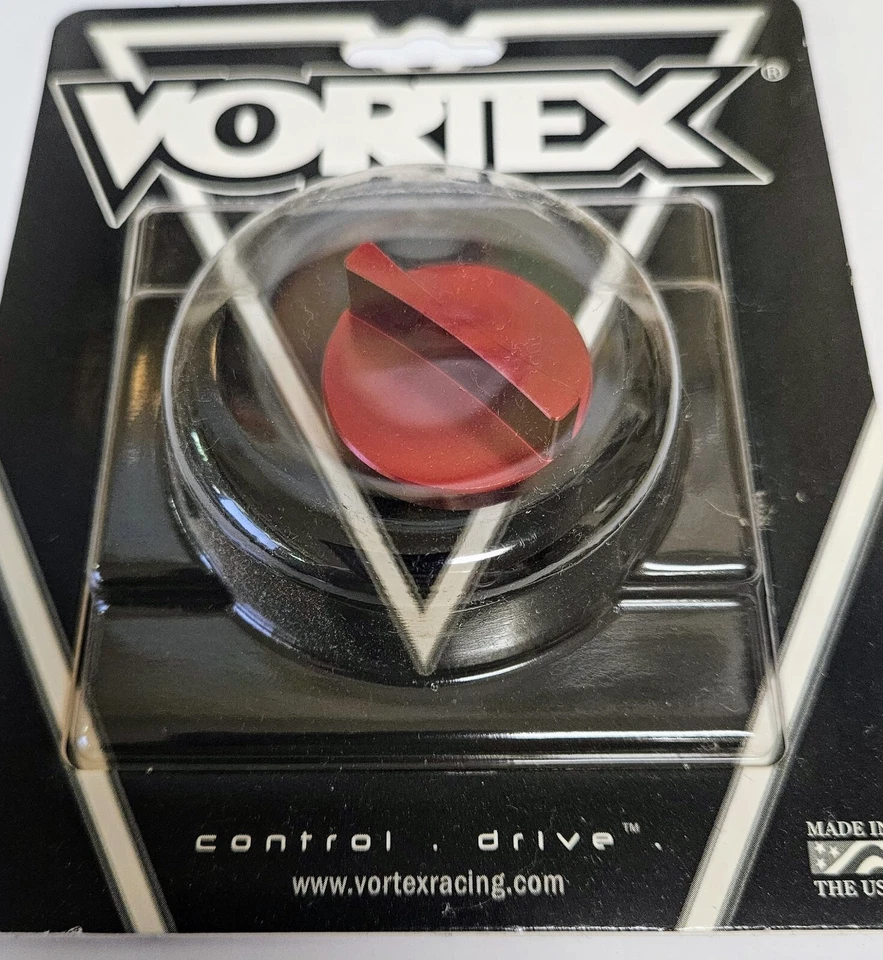 VORTEX®
control . drive™ .
www.vortexracing.com
MADE IN
THE US